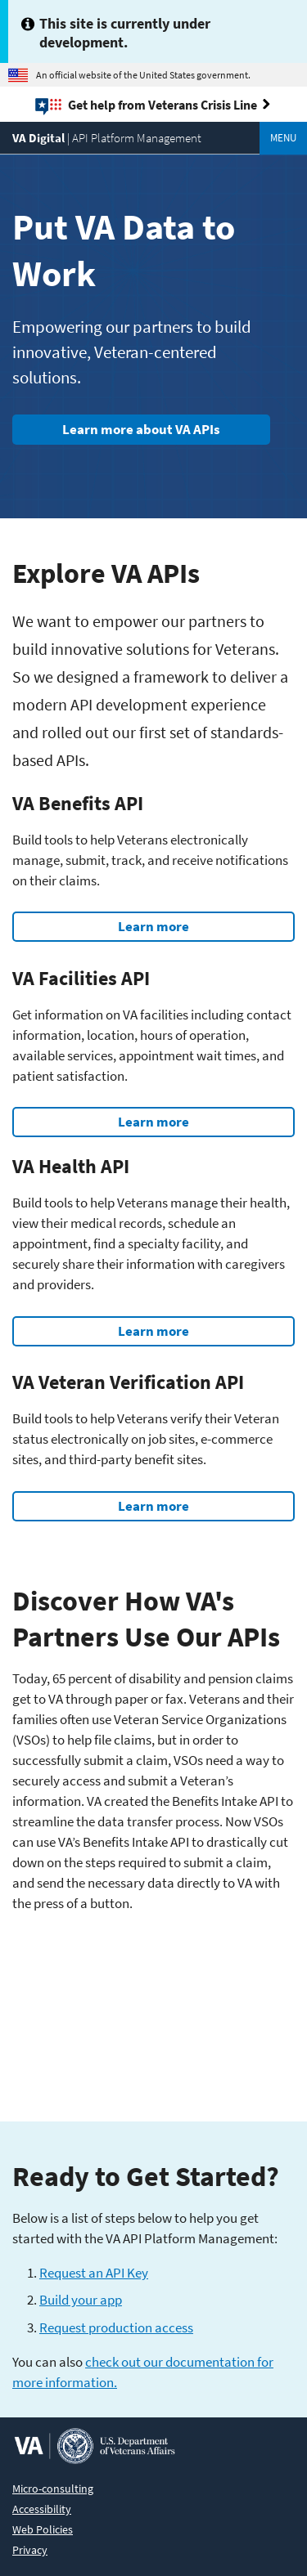 This site is currently under
development.
An official website of the United States government.
Get help from Veterans Crisis Line
VA Digital | API Platform Management
MENU
Put VA Data to
Work
Empowering our partners to build
innovative, Veteran-centered
solutions.
Learn more about VA APIs
Explore VA APIs
We want to empower our partners to
build innovative solutions for Veterans.
So we designed a framework to deliver a
modern API development experience
and rolled out our first set of standards-
based APIs.
VA Benefits API
Build tools to help Veterans electronically
manage, submit, track, and receive notifications
on their claims.
Learn more
VA Facilities API
Get information on VA facilities including contact
information, location, hours of operation,
available services, appointment wait times, and
patient satisfaction.
Learn more
VA Health API
Build tools to help Veterans manage their health,
view their medical records, schedule an
appointment, find a specialty facility, and
securely share their information with caregivers
and providers.
Learn more
VA Veteran Verification API
Build tools to help Veterans verify their Veteran
status electronically on job sites, e-commerce
sites, and third-party benefit sites.
Learn more
Discover How VA's
Partners Use Our APIs
Today, 65 percent of disability and pension claims
get to VA through paper or fax. Veterans and their
families often use Veteran Service Organizations
(VSOs) to help file claims, but in order to
successfully submit a claim, VSOs need a way to
securely access and submit a Veteran’s
information. VA created the Benefits Intake API to
streamline the data transfer process. Now VSOs
can use VA’s Benefits Intake API to drastically cut
down on the steps required to submit a claim,
and send the necessary data directly to VA with
the press of a button.
Ready to Get Started?
Below is a list of steps below to help you get
started with the VA API Platform Management:
1. Request an API Key
2. Build your app
3. Request production access
You can also check out our documentation for
more information.
VA
U.S. Department
of Veterans Affairs
Micro-consulting
Accessibility
Web Policies
Privacy